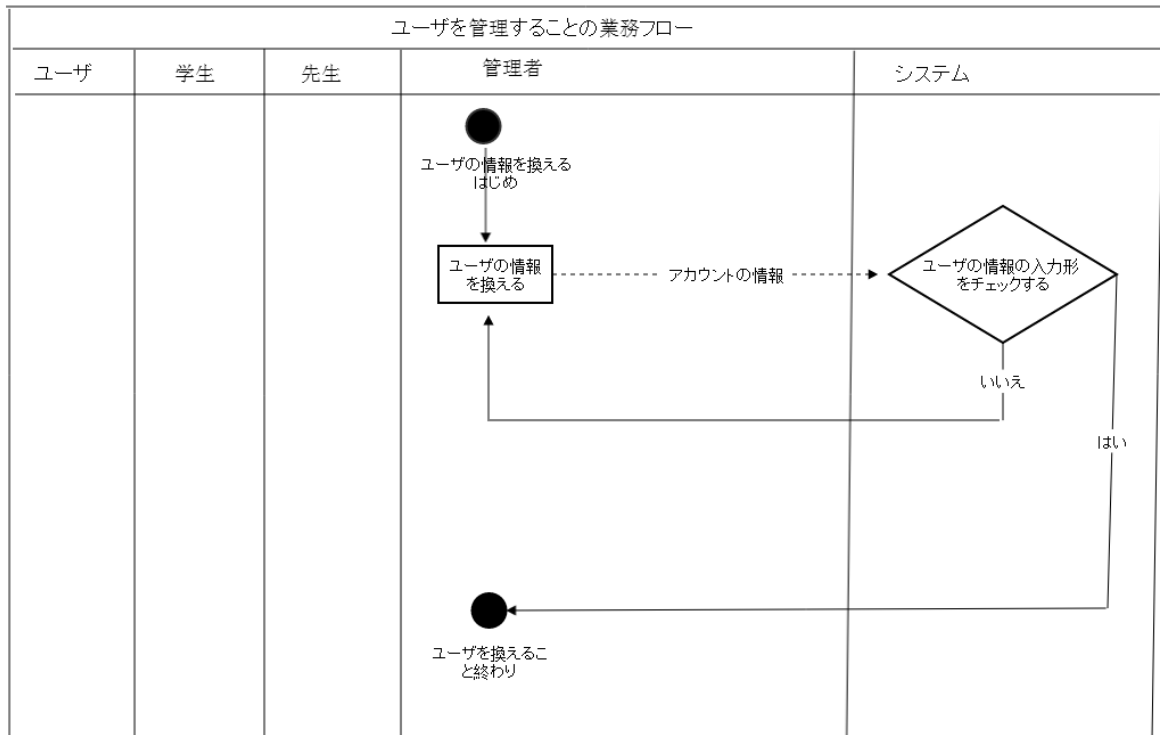 ユーザを管理することの業務フロー
ユーザ
学生
先生
管理者
システム
ユーザの情報を換える
はじめ
ユーザの情報
を換える
アカウントの情報
ユーザの情報の入力形
をチェックする
いいえ
はい
ユーザを換えるこ
と終わり